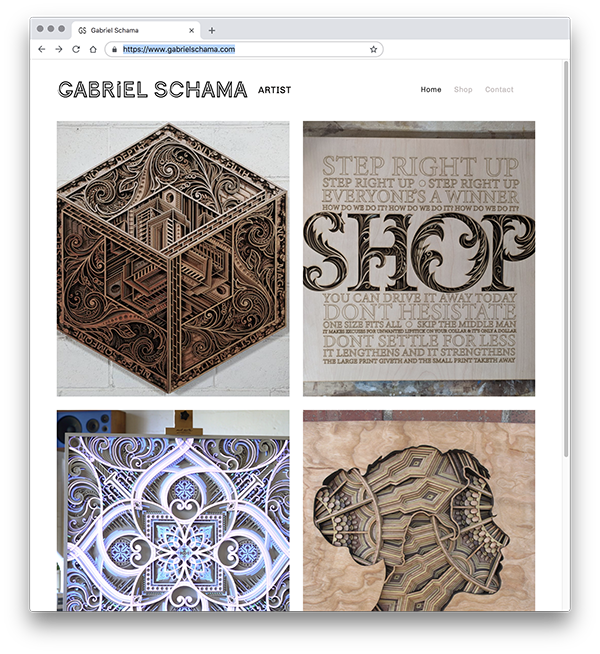 GS Gabriel Schama
https://www.gabrielschama.com
GABRiEL SCHAMA ARTIST
Home Shop Contact
STEP RIGHT UP
STEP RIGHT UP STEP RIGHT UP
EVERYONE'S A WINNER
HOW DO WE DO IT? HOW DO WE DO IT? HOW DO WE DO IT?
SHOP
YOU CAN DRIVE IT AWAY TODAY
DONT HESISTATE
ONE SIZE FITS ALL SKIP THE MIDDLE MAN
IT MAKES EXCUSES FOR UNWANTED LIPSTICK ON YOUR COLLAR & IT'S ONLY A DOLLAR
DONT SETTLE FOR LESS
IT LENGTHENS AND IT STRENGTHENS
THE LARGE PRINT GIVETH AND THE SMALL PRINT TAKETH AWAY